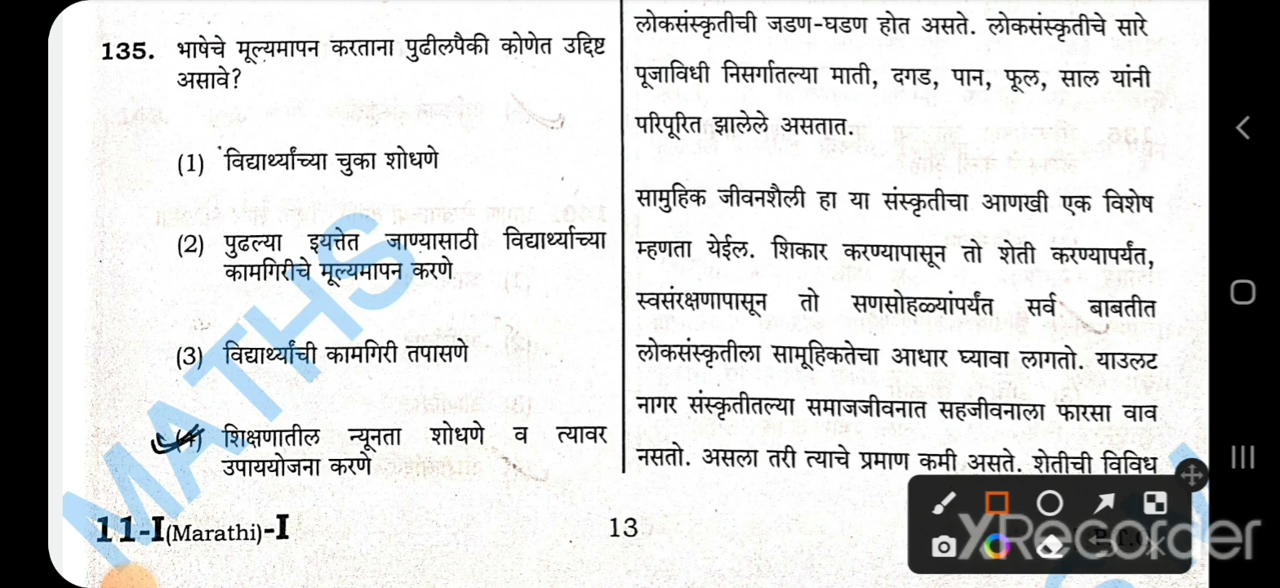 135. भाषेचे मूल्यमापन करताना पुढीलपैकी कोणेत उद्दिष्ट
असावे?
(1) विद्यार्थ्यांच्या चुका शोधणे
(2) पुढल्या इयत्तेत जाण्यासाठी विद्यार्थ्याच्या
कामगिरीचे मूल्यमापन करणे
(3) विद्यार्थ्यांची कामगिरी तपासणे
(4) शिक्षणातील न्यूनता शोधणे व त्यावर
उपाययोजना करणे
लोकसंस्कृतीची जडण-घडण होत असते. लोकसंस्कृतीचे सारे
पूजाविधी निसर्गातल्या माती, दगड, पान, फूल, साल यांनी
परिपूरित झालेले असतात.
सामुहिक जीवनशैली हा या संस्कृतीचा आणखी एक विशेष
म्हणता येईल. शिकार करण्यापासून तो शेती करण्यापर्यंत,
स्वसंरक्षणापासून तो सणसोहळ्यांपर्यंत सर्व बाबतीत
लोकसंस्कृतीला सामूहिकतेचा आधार घ्यावा लागतो. याउलट
नागर संस्कृतीतल्या समाजजीवनात सहजीवनाला फारसा वाव
नसतो. असला तरी त्याचे प्रमाण कमी असते. शेतीची विविध
11-I(Marathi)-I
13
MATHS
XRecorder